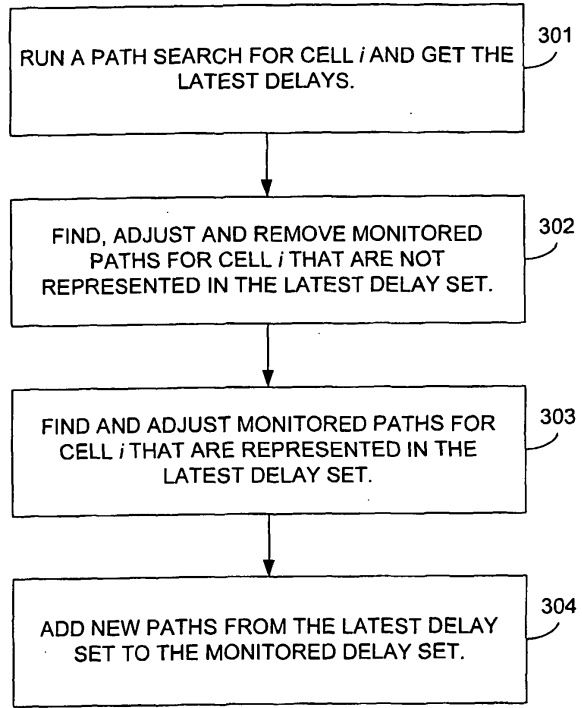 301
RUN A PATH SEARCH FOR CELL i AND GET THE
LATEST DELAYS.
302
FIND, ADJUST AND REMOVE MONITORED
PATHS FOR CELL i THAT ARE NOT
REPRESENTED IN THE LATEST DELAY SET.
303
FIND AND ADJUST MONITORED PATHS FOR
CELL i THAT ARE REPRESENTED IN THE
LATEST DELAY SET.
304
ADD NEW PATHS FROM THE LATEST DELAY
SET TO THE MONITORED DELAY SET.